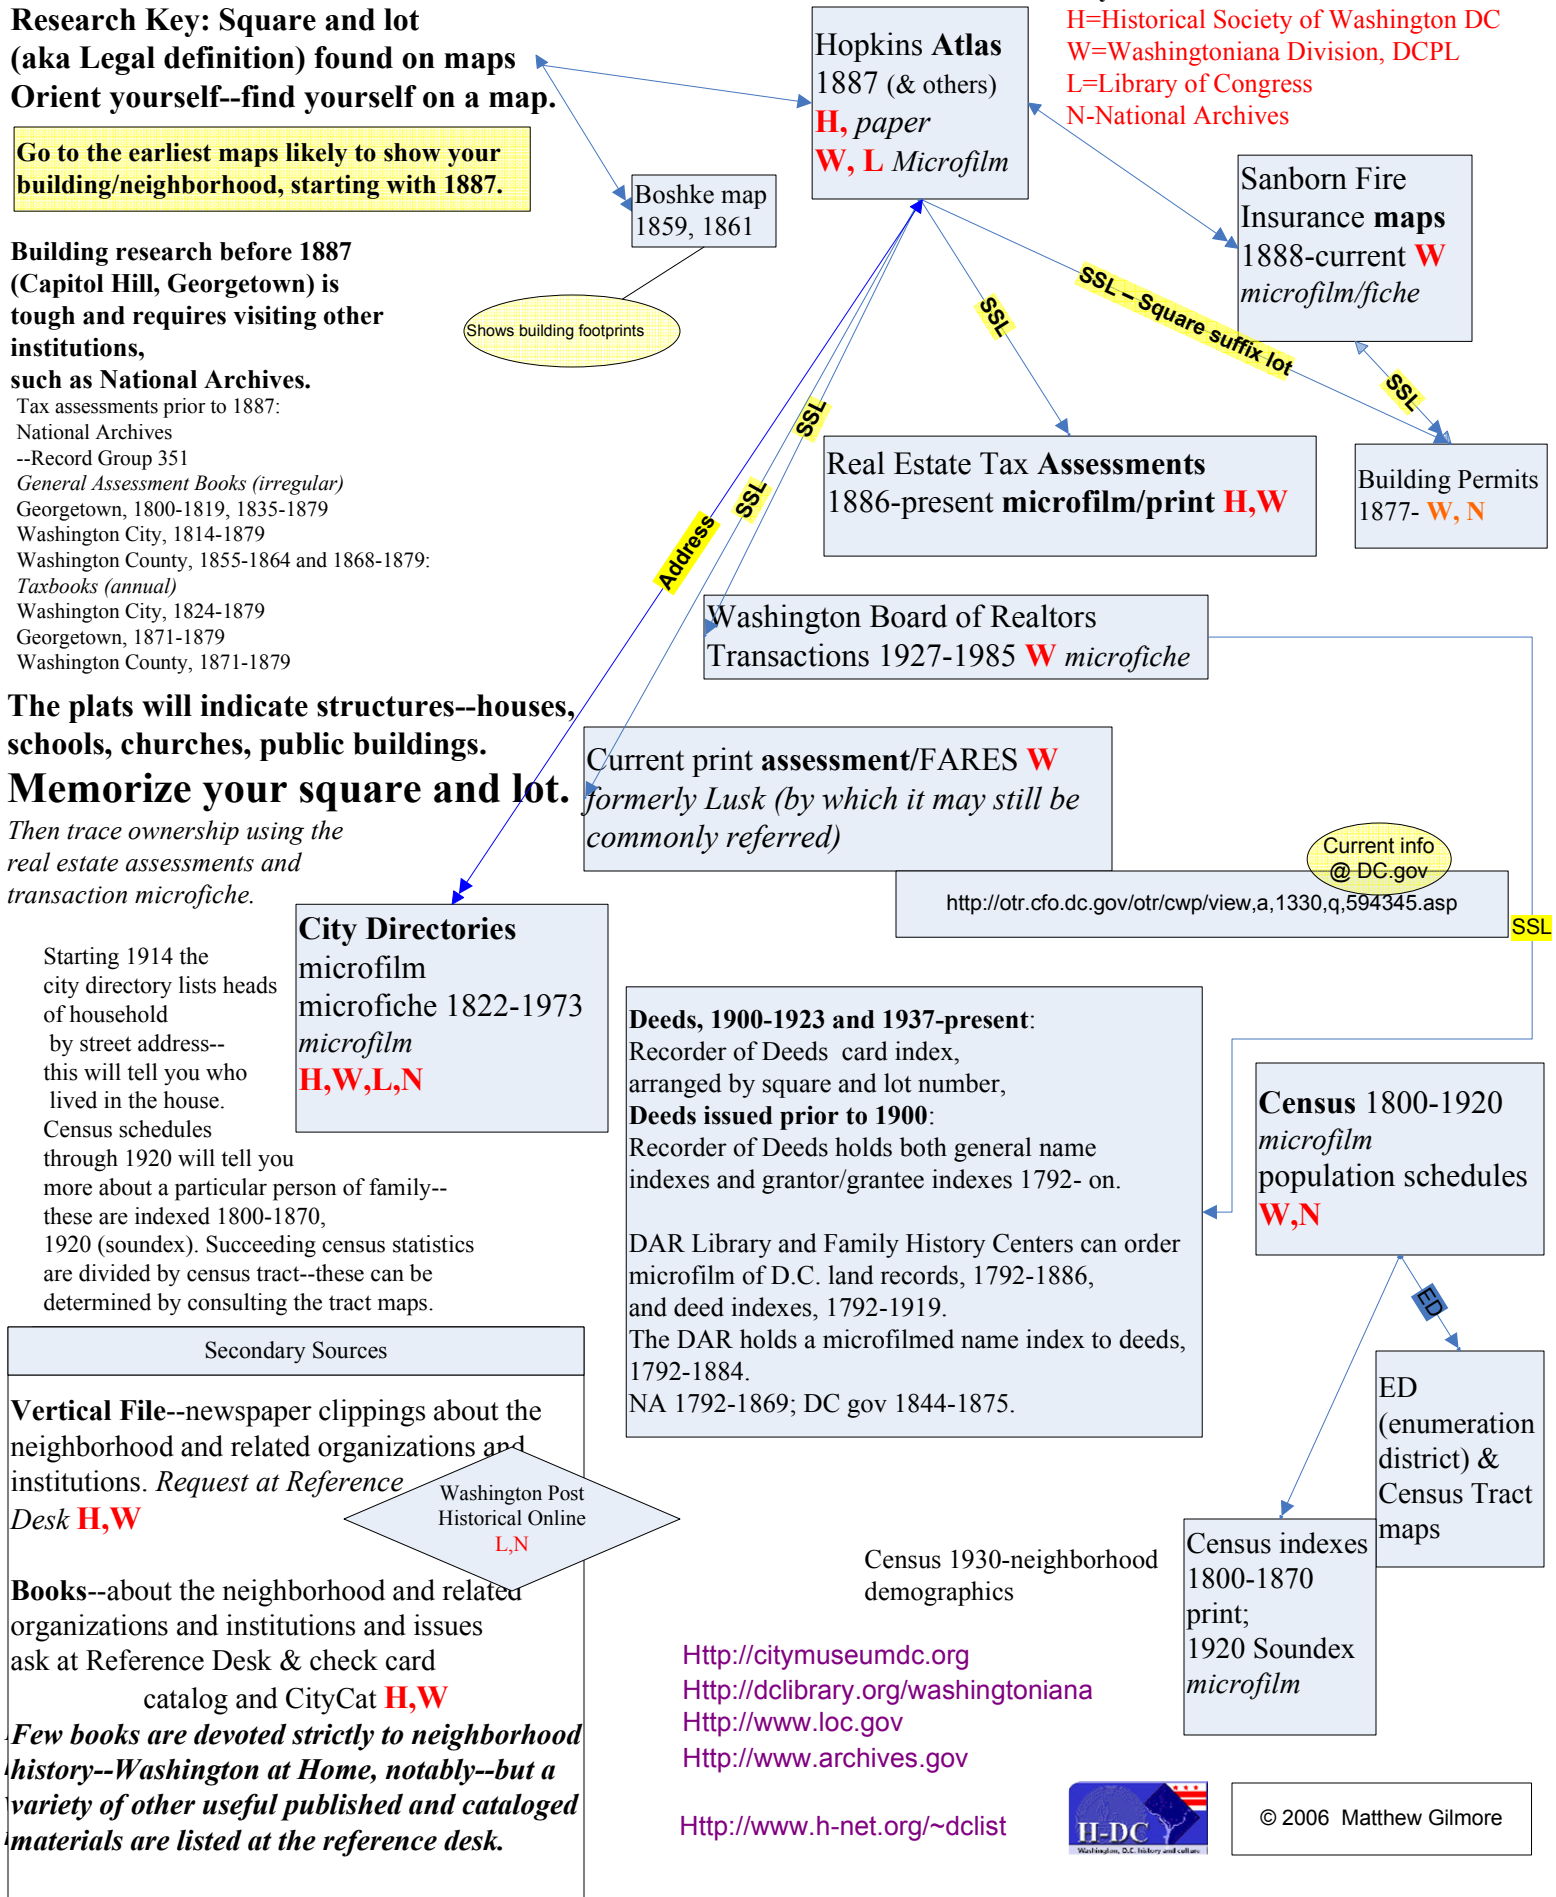 Research Key: Square and lot
(aka Legal definition) found on maps
Orient yourself--find yourself on a map.
Go to the earliest maps likely to show your
building/neighborhood, starting with 1887.
Building research before 1887
(Capitol Hill, Georgetown) is
tough and requires visiting other
institutions,
such as National Archives.
Tax assessments prior to 1887:
National Archives
--Record Group 351
General Assessment Books (irregular)
Georgetown, 1800-1819, 1835-1879
Washington City, 1814-1879
Washington County, 1855-1864 and 1868-1879:
Taxbooks (annual)
Washington City, 1824-1879
Georgetown, 1871-1879
Washington County, 1871-1879
The plats will indicate structures--houses,
schools, churches, public buildings.
Memorize your square and lot.
Then trace ownership using the
real estate assessments and
transaction microfiche.
Hopkins Atlas
1887 (& others)
H, paper
W, L Microfilm
H=Historical Society of Washington DC
W=Washingtoniana Division, DCPL
L=Library of Congress
N-National Archives
Boshke map
1859, 1861
Shows building footprints
Sanborn Fire
Insurance maps
1888-current W
microfilm/fiche
SSL
SSL – Square suffix lot
SSL
SSL
SSL
Address
Real Estate Tax Assessments
1886-present microfilm/print H,W
Building Permits
1877- W, N
Washington Board of Realtors
Transactions 1927-1985 W microfiche
Current print assessment/FARES W
formerly Lusk (by which it may still be
commonly referred)
Current info
@ DC.gov
http://otr.cfo.dc.gov/otr/cwp/view,a,1330,q,594345.asp
SSL
City Directories
microfilm
microfiche 1822-1973
microfilm
H,W,L,N
Starting 1914 the
city directory lists heads
of household
by street address--
this will tell you who
lived in the house.
Census schedules
through 1920 will tell you
more about a particular person of family--
these are indexed 1800-1870,
1920 (soundex). Succeeding census statistics
are divided by census tract--these can be
determined by consulting the tract maps.
Deeds, 1900-1923 and 1937-present:
Recorder of Deeds card index,
arranged by square and lot number,
Deeds issued prior to 1900:
Recorder of Deeds holds both general name
indexes and grantor/grantee indexes 1792- on.
DAR Library and Family History Centers can order
microfilm of D.C. land records, 1792-1886,
and deed indexes, 1792-1919.
The DAR holds a microfilmed name index to deeds,
1792-1884.
NA 1792-1869; DC gov 1844-1875.
Census 1800-1920
microfilm
population schedules
W,N
ED
ED
(enumeration
district) &
Census Tract
maps
Census indexes
1800-1870
print;
1920 Soundex
microfilm
Census 1930-neighborhood
demographics
Secondary Sources
Vertical File--newspaper clippings about the
neighborhood and related organizations and
institutions. Request at Reference
Desk H,W
Washington Post
Historical Online
L,N
Books--about the neighborhood and related
organizations and institutions and issues
ask at Reference Desk & check card
catalog and CityCat H,W
Few books are devoted strictly to neighborhood
history--Washington at Home, notably--but a
variety of other useful published and cataloged
materials are listed at the reference desk.
Http://citymuseumdc.org
Http://dclibrary.org/washingtoniana
Http://www.loc.gov
Http://www.archives.gov
Http://www.h-net.org/~dclist
H-DC
Washington, D.C. history and culture
© 2006 Matthew Gilmore